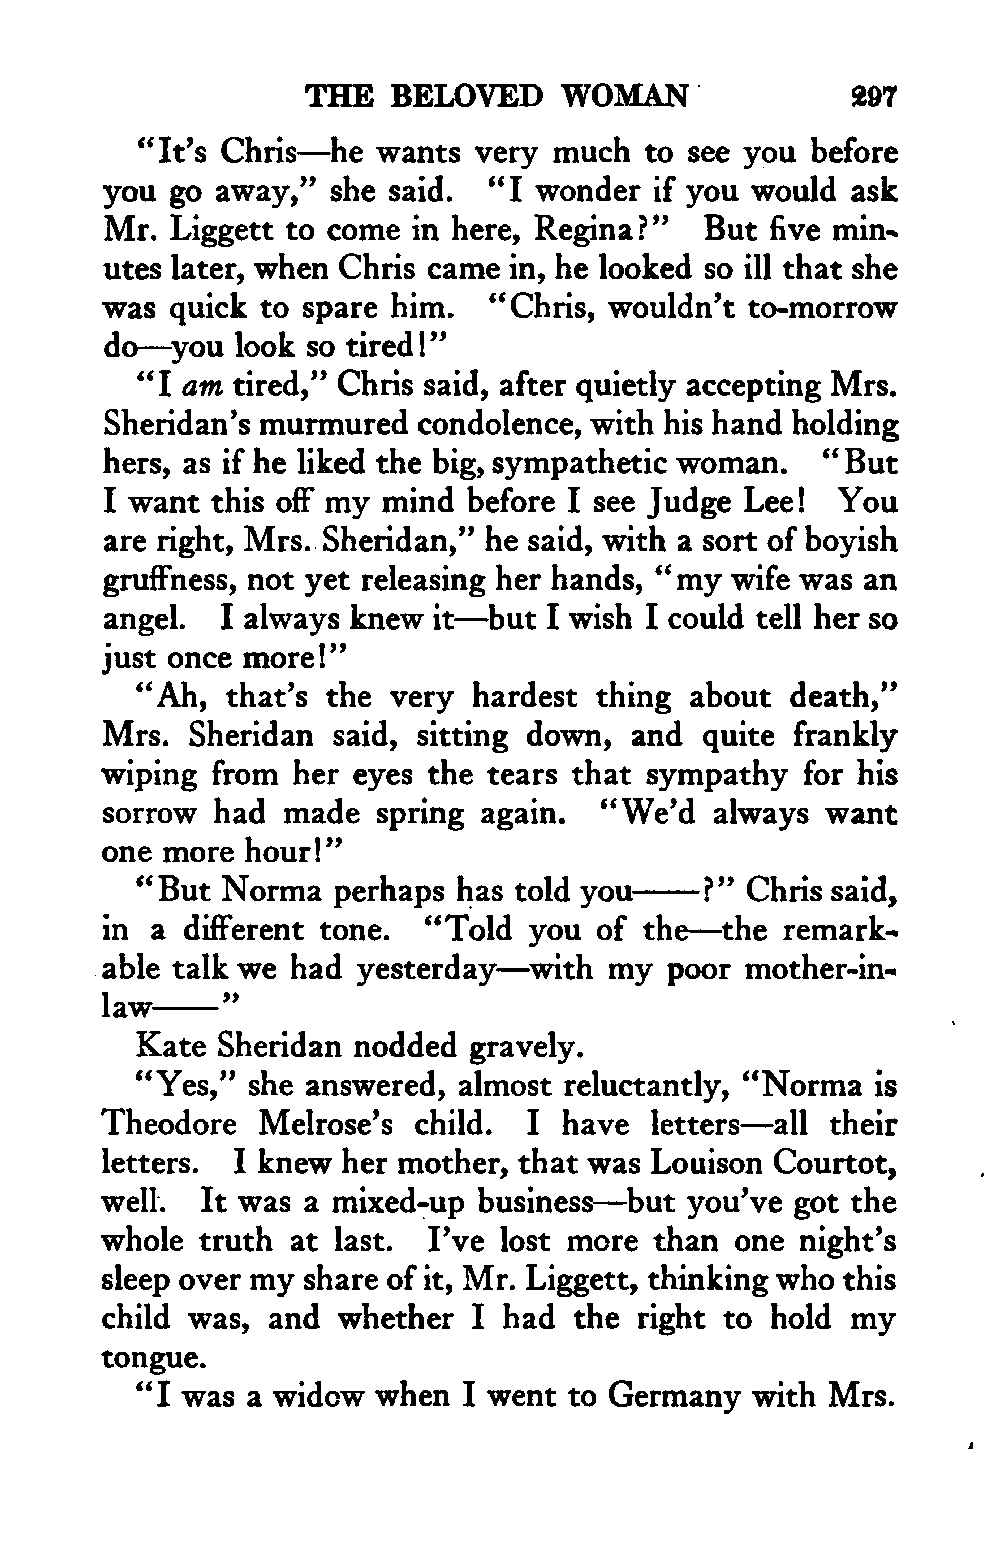 THE BELOVED WOMAN 297
"It's Chris—he wants very much to see you before
you go away," she said. "I wonder if you would ask
Mr. Liggett to come in here, Regina?" But five min-
utes later, when Chris came in, he looked so ill that she
was quick to spare him. "Chris, wouldn't to-morrow
do—you look so tired!"
"I am tired," Chris said, after quietly accepting Mrs.
Sheridan's murmured condolence, with his hand holding
hers, as if he liked the big, sympathetic woman. "But
I want this off my mind before I see Judge Lee! You
are right, Mrs. Sheridan," he said, with a sort of boyish
gruffness, not yet releasing her hands, "my wife was an
angel. I always knew it—but I wish I could tell her so
just once more!"
"Ah, that's the very hardest thing about death,"
Mrs. Sheridan said, sitting down, and quite frankly
wiping from her eyes the tears that sympathy for his
sorrow had made spring again. "We'd always want
one more hour!"
"But Norma perhaps has told you——?" Chris said,
in a different tone. "Told you of the—the remark-
able talk we had yesterday—with my poor mother-in-
law——"
Kate Sheridan nodded gravely.
"Yes," she answered, almost reluctantly, "Norma is
Theodore Melrose's child. I have letters—all their
letters. I knew her mother, that was Louison Courtot,
well. It was a mixed-up business—but you've got the
whole truth at last. I've lost more than one night's
sleep over my share of it, Mr. Liggett, thinking who this
child was, and whether I had the right to hold my
tongue.
"I was a widow when I went to Germany with Mrs.